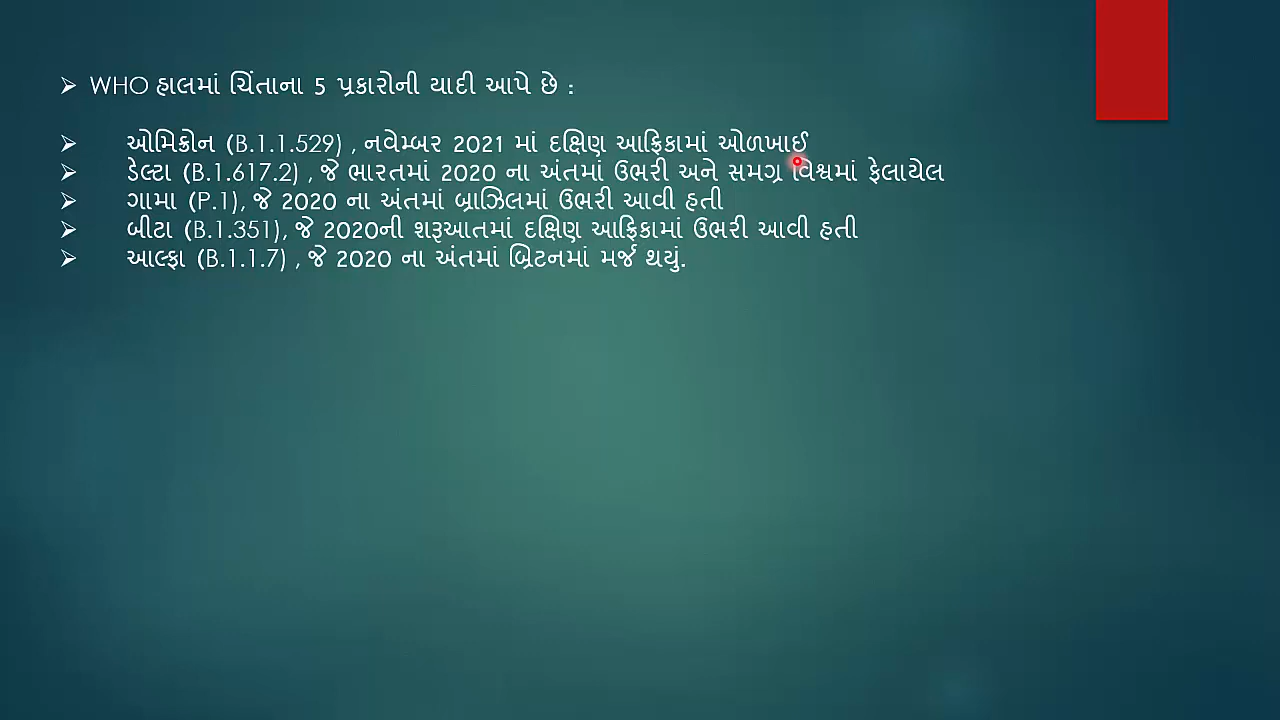 WHO હાલમાં ચિંતાના 5 પ્રકારોની યાદી આપે છે :
ઓમિક્રોન (B.1.1.529) , નવેમ્બર 2021 માં દક્ષિણ આફ્રિકામાં ઓળખાઈ
ડેલ્ટા (B.1.617.2) , જે ભારતમાં 2020 ના અંતમાં ઉભરી અને સમગ્ર વિશ્વમાં ફેલાયેલ
ગામા (P.1), જે 2020 ના અંતમાં બ્રાઝિલમાં ઉભરી આવી હતી
બીટા (B.1.351), જે 2020ની શરૂઆતમાં દક્ષિણ આફ્રિકામાં ઉભરી આવી હતી
આલ્ફા (B.1.1.7) , જે 2020 ના અંતમાં બ્રિટનમાં મર્જ થયું.